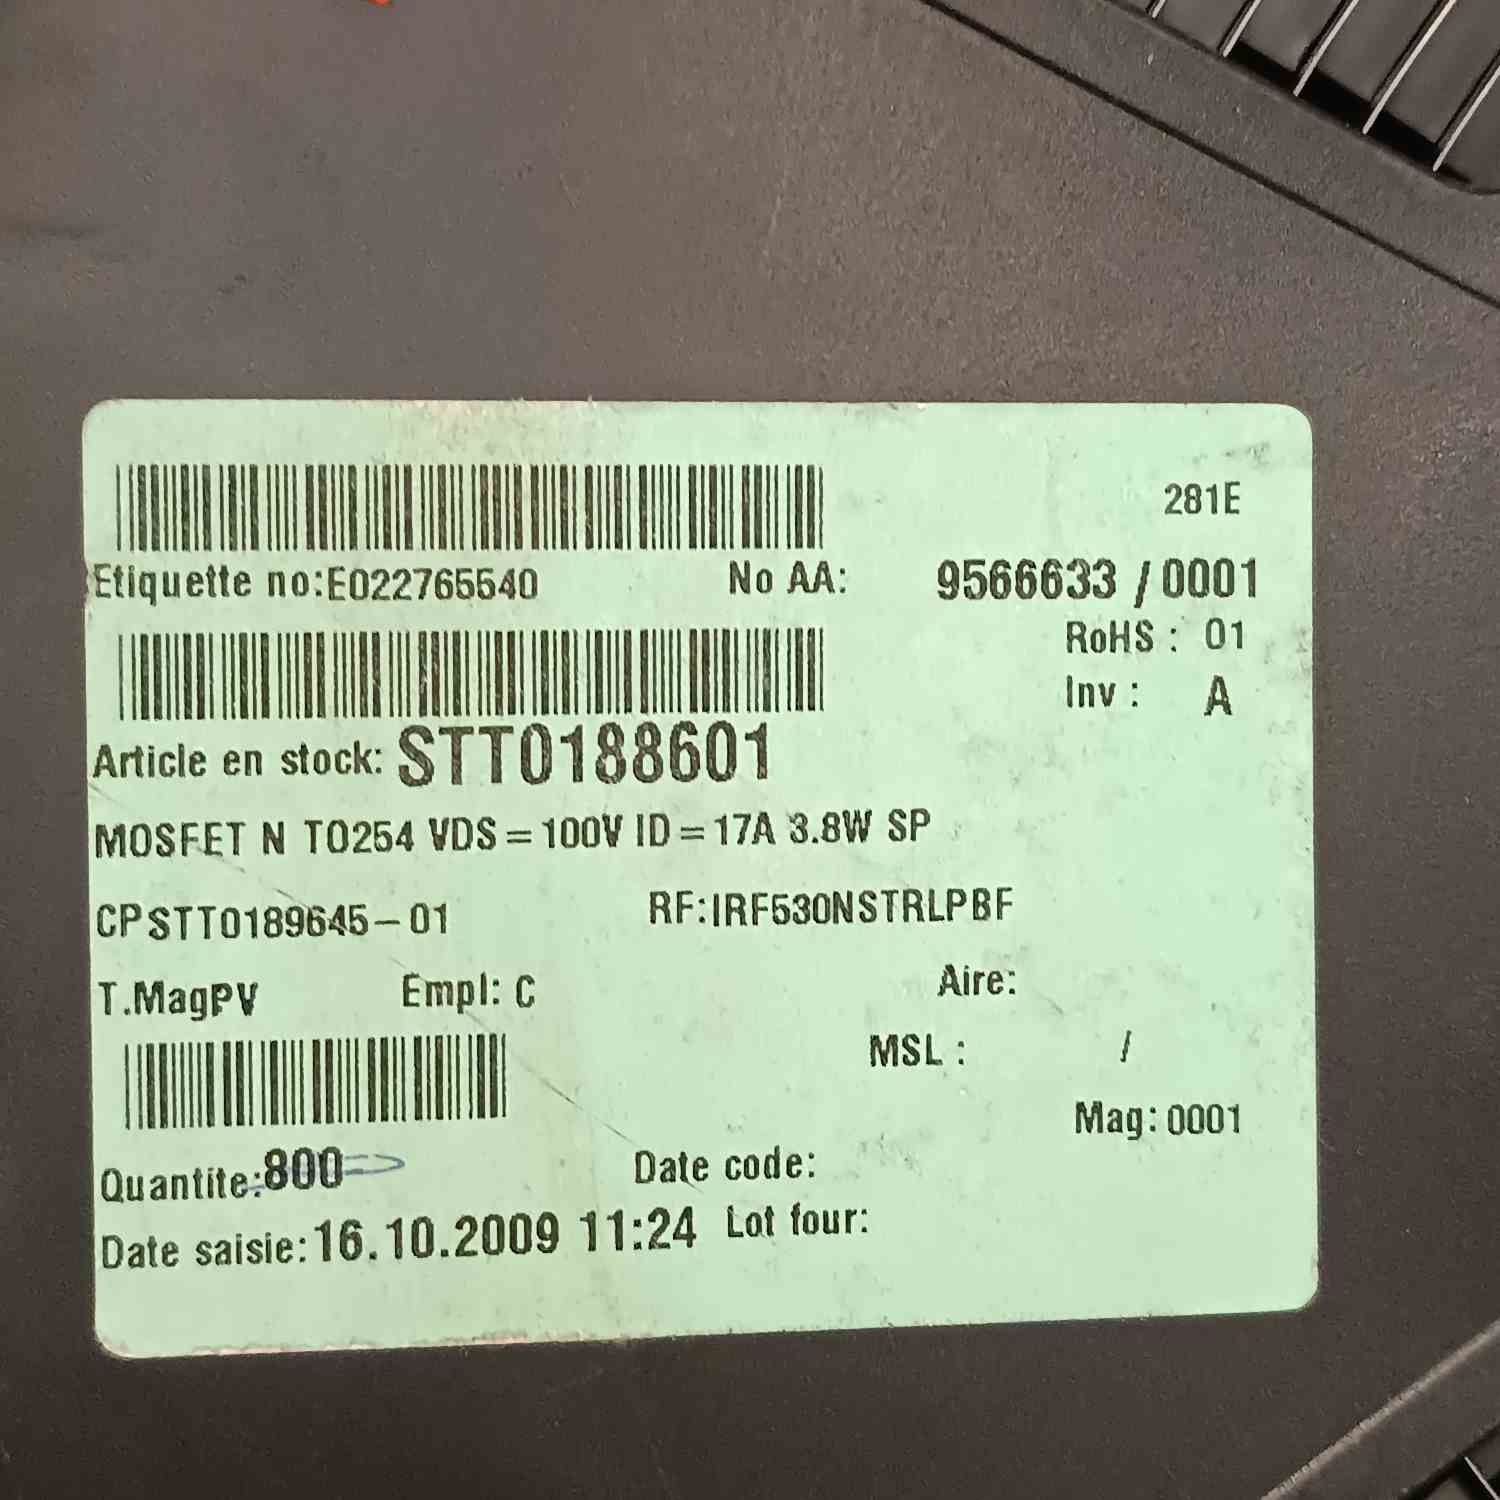 281E
Etiquette no:E022765540 No AA: 9566633 / 0001
RoHS : 01
Inv : A
Article en stock: STT0188601
MOSFET N TO254 VDS=100V ID=17A 3.8W SP
CPSTT0189645-01 RF:IRF530NSTRLPBF
T.MagPV Empl: C Aire:
MSL : /
Mag: 0001
Quantite:800 Date code:
Date saisie:16.10.2009 11:24 Lot four: